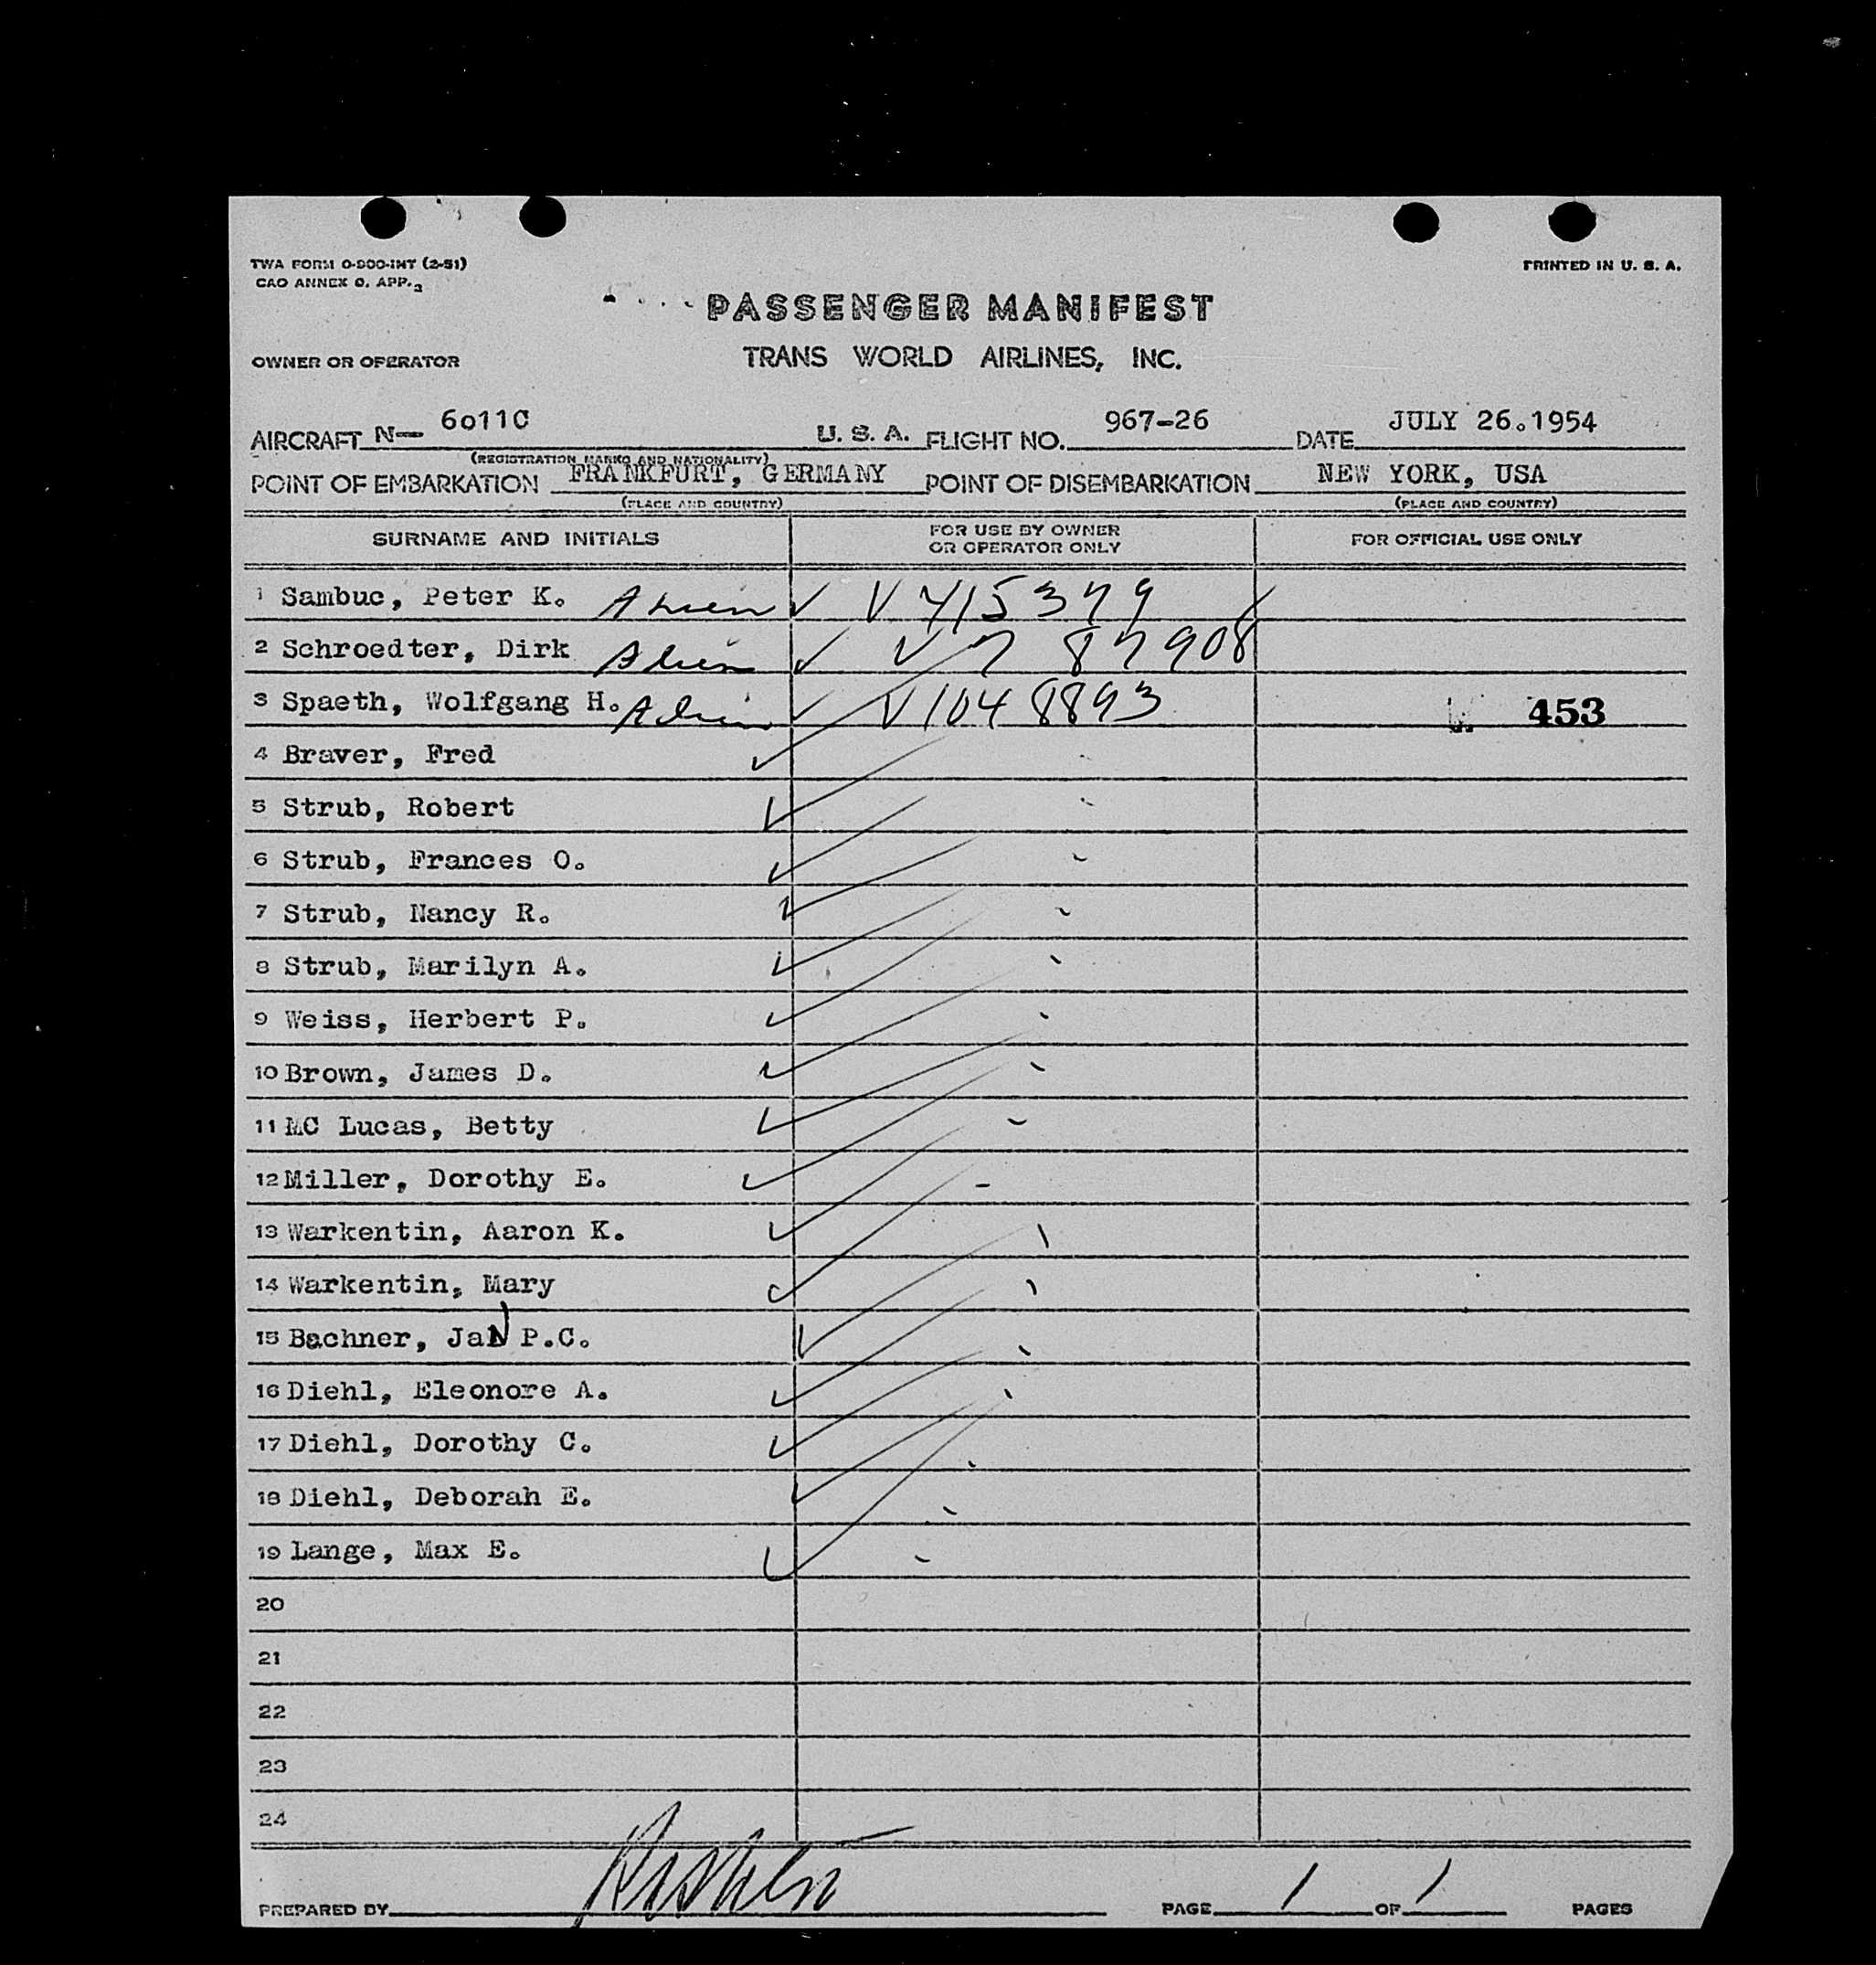 TWA FORM O-900-INT (2-51)
PRINTED IN U. S. A.
CAO ANNEX 9, APP. 2
PASSENGER MANIFEST
OWNER OR OPERATOR
TRANS WORLD AIRLINES, INC.
AIRCRAFT N- 6011C U. S. A. FLIGHT NO. 967-26 DATE JULY 26.1954
(REGISTRATION MARKS AND NATIONALITY)
POINT OF EMBARKATION FRANKFURT, GERMANY POINT OF DISEMBARKATION NEW YORK, USA
(PLACE AND COUNTRY) (PLACE AND COUNTRY)
SURNAME AND INITIALS FOR USE BY OWNER OR OPERATOR ONLY FOR OFFICIAL USE ONLY
1 Sambuc, Peter K. Alien ✓ V 415379
2 Schroedter, Dirk Alien ✓ V 787908
3 Spaeth, Wolfgang H. Alien ✓ V 1048893 453
4 Braver, Fred ✓
5 Strub, Robert ✓
6 Strub, Frances O. ✓
7 Strub, Nancy R. ✓
8 Strub, Marilyn A. ✓
9 Weiss, Herbert P. ✓
10 Brown, James D. ✓
11 MC Lucas, Betty ✓
12 Miller, Dorothy E. ✓
13 Warkentin, Aaron K. ✓
14 Warkentin, Mary ✓
15 Bachner, Jan P.C. ✓
16 Diehl, Eleonore A. ✓
17 Diehl, Dorothy C. ✓
18 Diehl, Deborah E. ✓
19 Lange, Max E. ✓
20
21
22
23
24
PREPARED BY PAGE 1 OF 1 PAGES